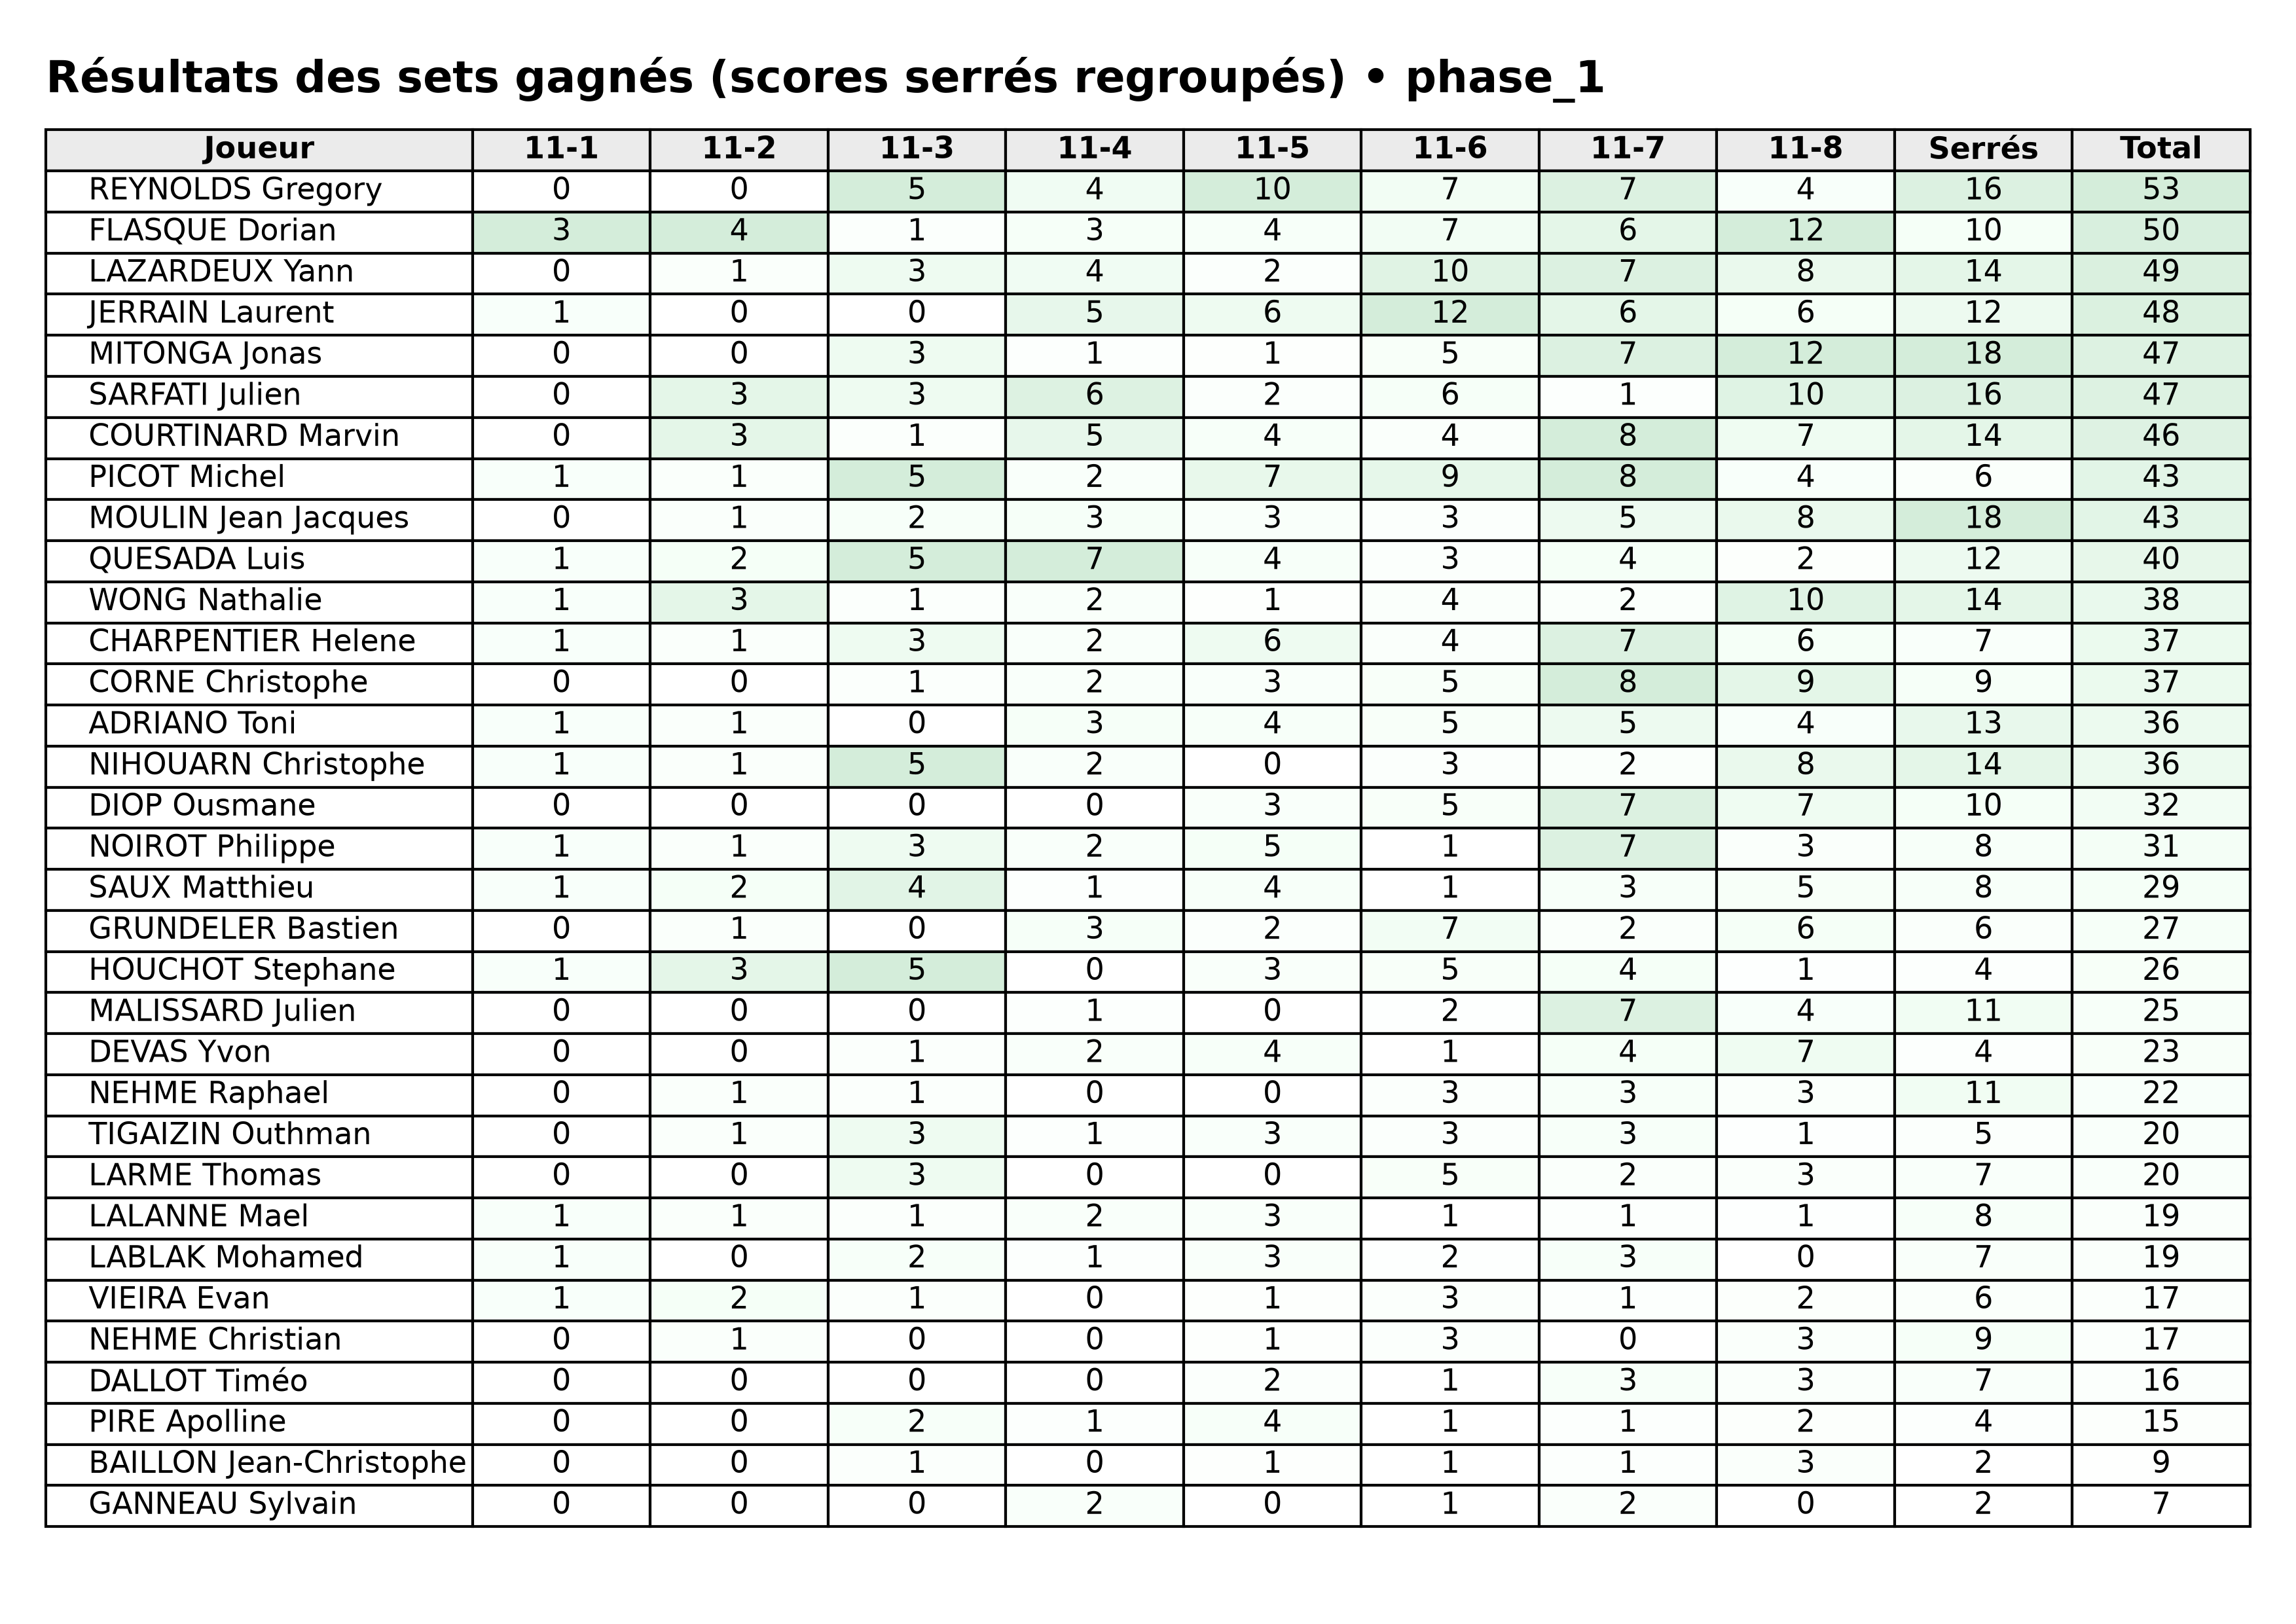 Résultats des sets gagnés (scores serrés regroupés) • phase_1
Joueur 11-1 11-2 11-3 11-4 11-5 11-6 11-7 11-8 Serrés Total
REYNOLDS Gregory 0 0 5 4 10 7 7 4 16 53
FLASQUE Dorian 3 4 1 3 4 7 6 12 10 50
LAZARDEUX Yann 0 1 3 4 2 10 7 8 14 49
JERRAIN Laurent 1 0 0 5 6 12 6 6 12 48
MITONGA Jonas 0 0 3 1 1 5 7 12 18 47
SARFATI Julien 0 3 3 6 2 6 1 10 16 47
COURTINARD Marvin 0 3 1 5 4 4 8 7 14 46
PICOT Michel 1 1 5 2 7 9 8 4 6 43
MOULIN Jean Jacques 0 1 2 3 3 3 5 8 18 43
QUESADA Luis 1 2 5 7 4 3 4 2 12 40
WONG Nathalie 1 3 1 2 1 4 2 10 14 38
CHARPENTIER Helene 1 1 3 2 6 4 7 6 7 37
CORNE Christophe 0 0 1 2 3 5 8 9 9 37
ADRIANO Toni 1 1 0 3 4 5 5 4 13 36
NIHOUARN Christophe 1 1 5 2 0 3 2 8 14 36
DIOP Ousmane 0 0 0 0 3 5 7 7 10 32
NOIROT Philippe 1 1 3 2 5 1 7 3 8 31
SAUX Matthieu 1 2 4 1 4 1 3 5 8 29
GRUNDELER Bastien 0 1 0 3 2 7 2 6 6 27
HOUCHOT Stephane 1 3 5 0 3 5 4 1 4 26
MALISSARD Julien 0 0 0 1 0 2 7 4 11 25
DEVAS Yvon 0 0 1 2 4 1 4 7 4 23
NEHME Raphael 0 1 1 0 0 3 3 3 11 22
TIGAIZIN Outhman 0 1 3 1 3 3 3 1 5 20
LARME Thomas 0 0 3 0 0 5 2 3 7 20
LALANNE Mael 1 1 1 2 3 1 1 1 8 19
LABLAK Mohamed 1 0 2 1 3 2 3 0 7 19
VIEIRA Evan 1 2 1 0 1 3 1 2 6 17
NEHME Christian 0 1 0 0 1 3 0 3 9 17
DALLOT Timéo 0 0 0 0 2 1 3 3 7 16
PIRE Apolline 0 0 2 1 4 1 1 2 4 15
BAILLON Jean-Christophe 0 0 1 0 1 1 1 3 2 9
GANNEAU Sylvain 0 0 0 2 0 1 2 0 2 7